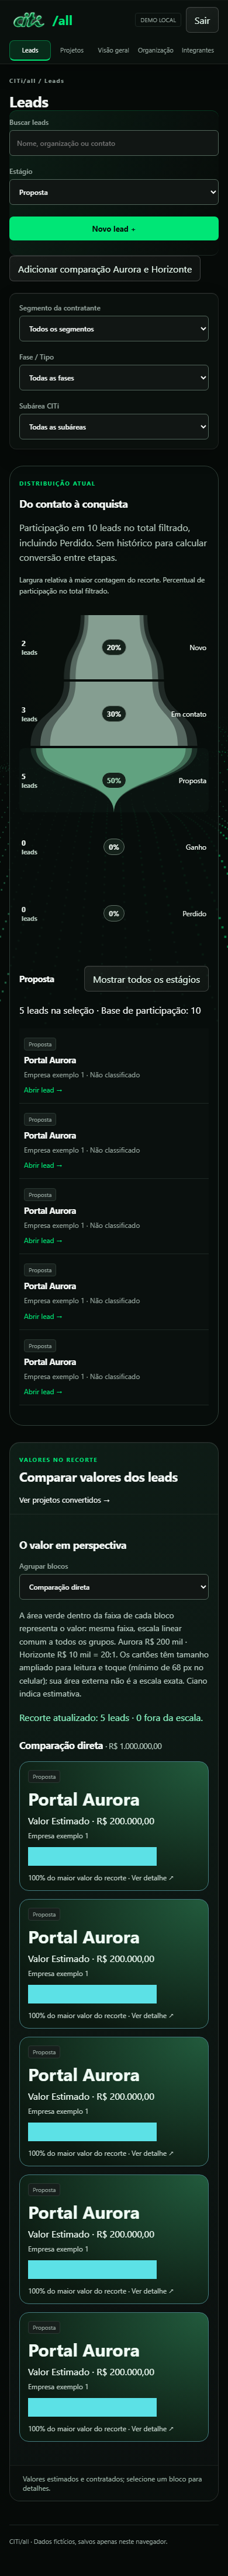 citi /all
DEMO LOCAL
Sair
Leads
Projetos
Visão geral
Organização
Integrantes
CITi/all / Leads
Leads
Buscar leads
Nome, organização ou contato
Estágio
Proposta
Novo lead +
Adicionar comparação Aurora e Horizonte
Segmento da contratante
Todos os segmentos
Fase / Tipo
Todas as fases
Subárea CITi
Todas as subáreas
DISTRIBUIÇÃO ATUAL
Do contato à conquista
Participação em 10 leads no total filtrado,
incluindo Perdido. Sem histórico para calcular
conversão entre etapas.
Largura relativa à maior contagem do recorte. Percentual de
participação no total filtrado.
2
leads
20%
Novo
3
leads
30%
Em contato
5
leads
50%
Proposta
0
leads
0%
Ganho
0
leads
0%
Perdido
Proposta
Mostrar todos os estágios
5 leads na seleção · Base de participação: 10
Proposta
Portal Aurora
Empresa exemplo 1 · Não classificado
Abrir lead →
Proposta
Portal Aurora
Empresa exemplo 1 · Não classificado
Abrir lead →
Proposta
Portal Aurora
Empresa exemplo 1 · Não classificado
Abrir lead →
Proposta
Portal Aurora
Empresa exemplo 1 · Não classificado
Abrir lead →
Proposta
Portal Aurora
Empresa exemplo 1 · Não classificado
Abrir lead →
VALORES NO RECORTE
Comparar valores dos leads
Ver projetos convertidos →
O valor em perspectiva
Agrupar blocos
Comparação direta
A área verde dentro da faixa de cada bloco
representa o valor: mesma faixa, escala linear
comum a todos os grupos. Aurora R$ 200 mil ·
Horizonte R$ 10 mil = 20:1. Os cartões têm tamanho
ampliado para leitura e toque (mínimo de 68 px no
celular); sua área externa não é a escala exata. Ciano
indica estimativa.
Recorte atualizado: 5 leads · 0 fora da escala.
Comparação direta · R$ 1.000.000,00
Proposta
Portal Aurora
Valor Estimado · R$ 200.000,00
Empresa exemplo 1
100% do maior valor do recorte · Ver detalhe ↗
Proposta
Portal Aurora
Valor Estimado · R$ 200.000,00
Empresa exemplo 1
100% do maior valor do recorte · Ver detalhe ↗
Proposta
Portal Aurora
Valor Estimado · R$ 200.000,00
Empresa exemplo 1
100% do maior valor do recorte · Ver detalhe ↗
Proposta
Portal Aurora
Valor Estimado · R$ 200.000,00
Empresa exemplo 1
100% do maior valor do recorte · Ver detalhe ↗
Proposta
Portal Aurora
Valor Estimado · R$ 200.000,00
Empresa exemplo 1
100% do maior valor do recorte · Ver detalhe ↗
Valores estimados e contratados; selecione um bloco para
detalhes.
CITi/all · Dados fictícios, salvos apenas neste navegador.